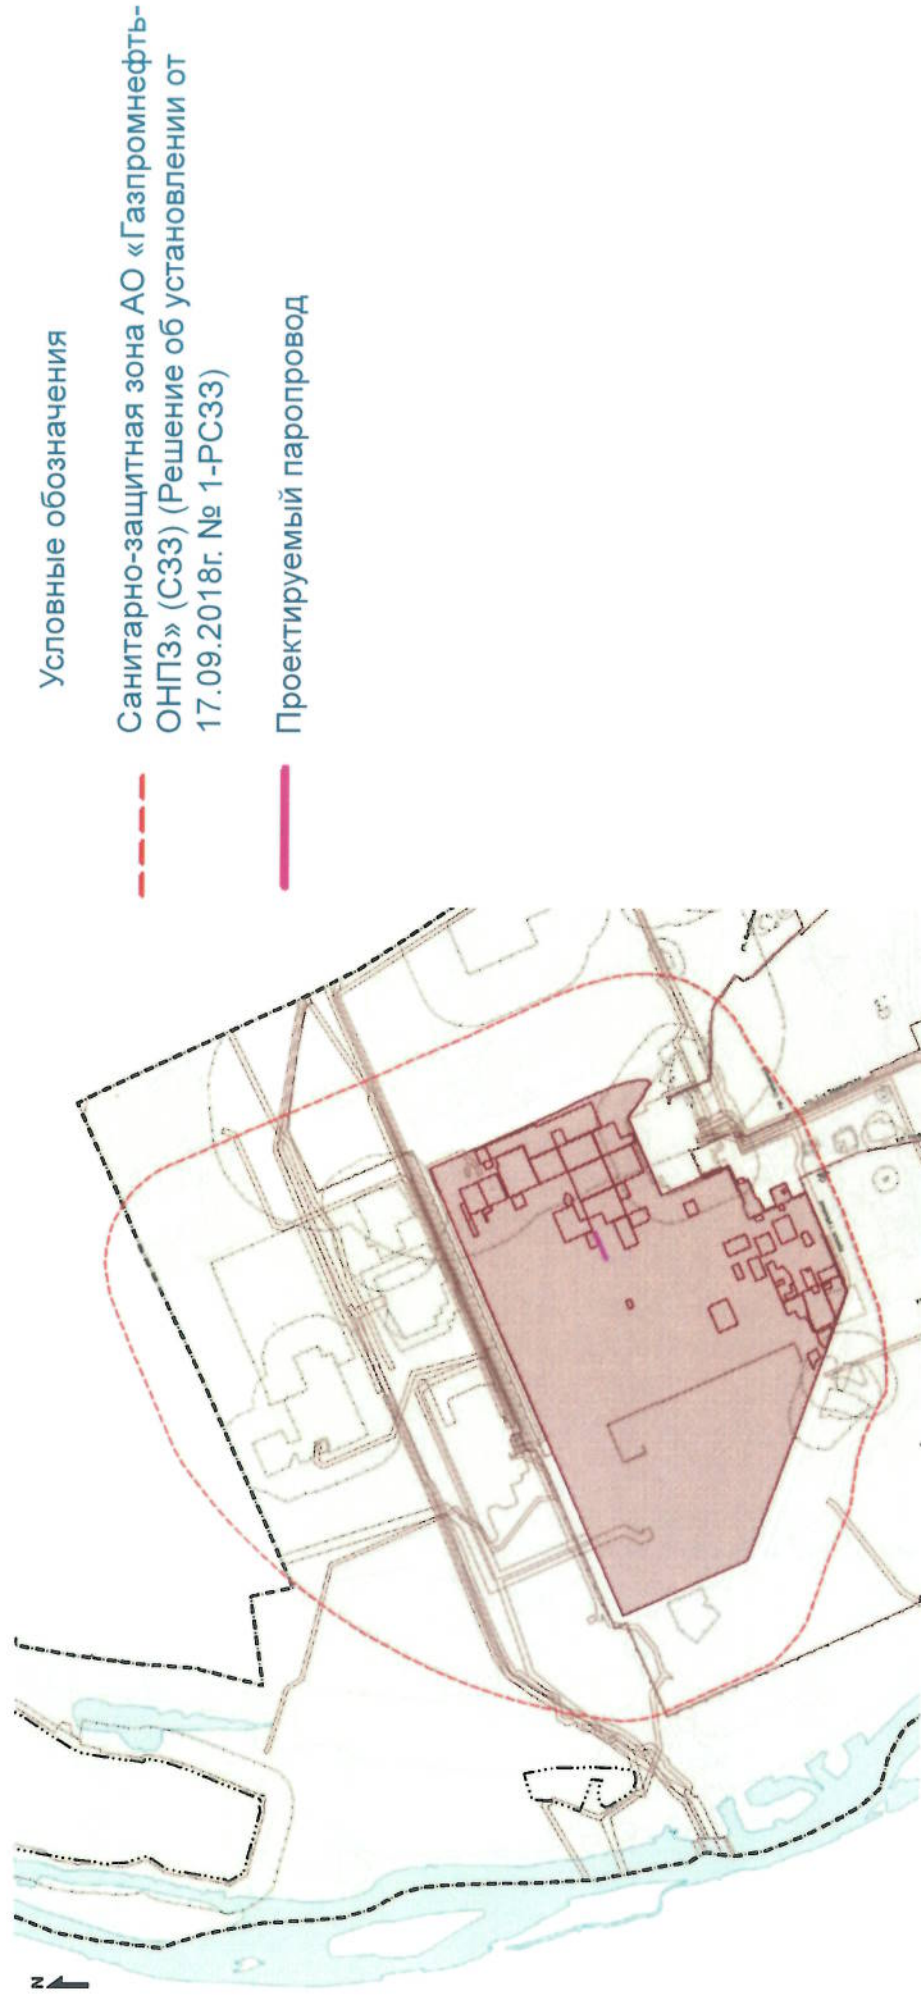 Условные обозначения
Санитарно-защитная зона АО «Газпромнефть-
ОНПЗ» (СЗЗ) (Решение об установлении от
17.09.2018г. № 1-РСЗЗ)
Проектируемый паропровод
N